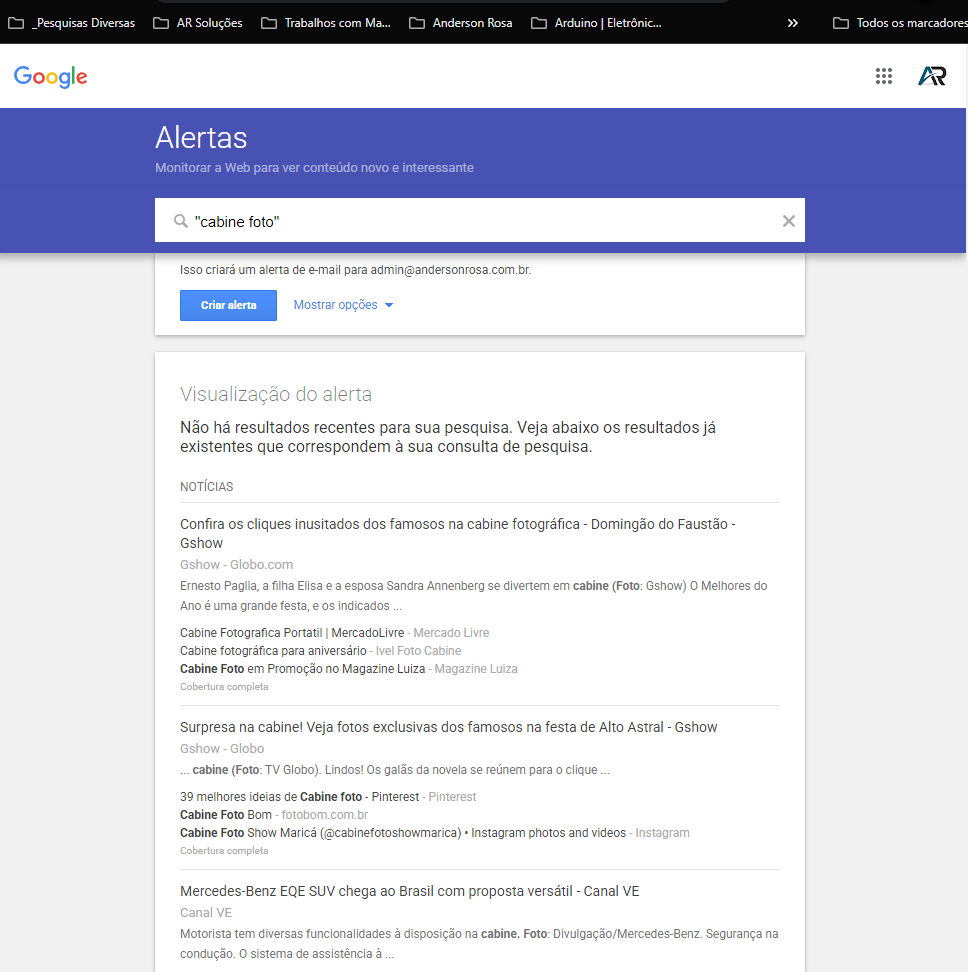 _Pesquisas Diversas AR Soluções Trabalhos com Ma... Anderson Rosa Arduino | Eletrônic... » Todos os marcadores
Google
AR
Alertas
Monitorar a Web para ver conteúdo novo e interessante
"cabine foto"
Isso criará um alerta de e-mail para admin@andersonrosa.com.br.
Criar alerta Mostrar opções
Visualização do alerta
Não há resultados recentes para sua pesquisa. Veja abaixo os resultados já
existentes que correspondem à sua consulta de pesquisa.
NOTÍCIAS
Confira os cliques inusitados dos famosos na cabine fotográfica - Domingão do Faustão -
Gshow
Gshow - Globo.com
Ernesto Paglia, a filha Elisa e a esposa Sandra Annenberg se divertem em cabine (Foto: Gshow) O Melhores do
Ano é uma grande festa, e os indicados ...
Cabine Fotografica Portatil | MercadoLivre - Mercado Livre
Cabine fotográfica para aniversário - Ivel Foto Cabine
Cabine Foto em Promoção no Magazine Luiza - Magazine Luiza
Cobertura completa
Surpresa na cabine! Veja fotos exclusivas dos famosos na festa de Alto Astral - Gshow
Gshow - Globo
... cabine (Foto: TV Globo). Lindos! Os galãs da novela se reúnem para o clique ...
39 melhores ideias de Cabine foto - Pinterest - Pinterest
Cabine Foto Bom - fotobom.com.br
Cabine Foto Show Maricá (@cabinefotoshowmarica) • Instagram photos and videos - Instagram
Cobertura completa
Mercedes-Benz EQE SUV chega ao Brasil com proposta versátil - Canal VE
Canal VE
Motorista tem diversas funcionalidades à disposição na cabine. Foto: Divulgação/Mercedes-Benz. Segurança na
condução. O sistema de assistência à ...